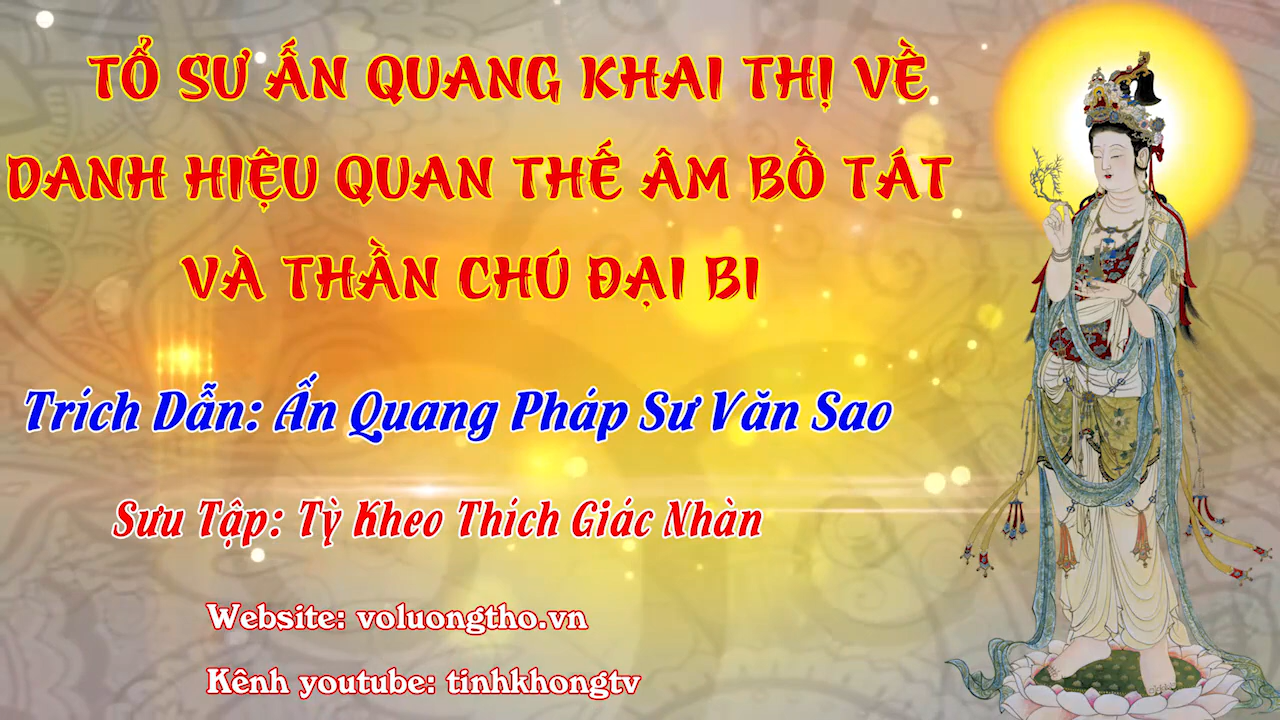 TỔ SƯ ẤN QUANG KHAI THỊ VỀ
DANH HIỆU QUAN THẾ ÂM BỒ TÁT
VÀ THẦN CHÚ ĐẠI BI
Trích Dẫn: Ấn Quang Pháp Sư Văn Sao
Sưu Tập: Tỳ Kheo Thích Giác Nhàn
Website: voluongtho.vn
Kênh youtube: tinhkhongtv